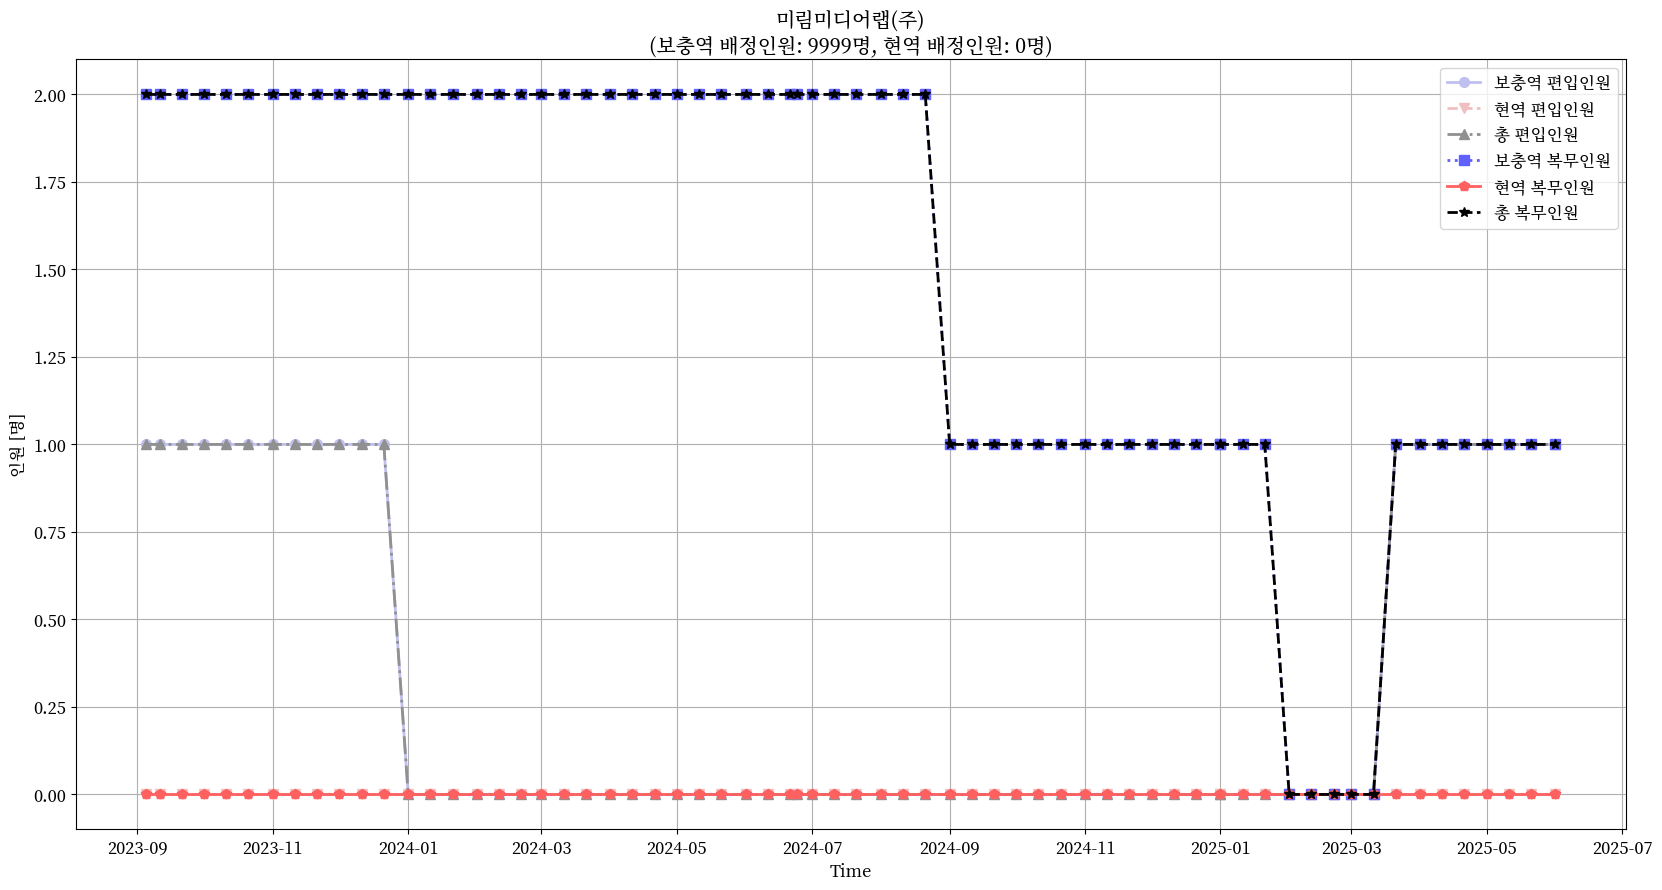 미림미디어랩(주)
(보충역 배정인원: 9999명, 현역 배정인원: 0명)
보충역 편입인원
현역 편입인원
총 편입인원
보충역 복무인원
현역 복무인원
총 복무인원
2.00
1.75
1.50
1.25
1.00
0.75
0.50
0.25
0.00
인원 [명]
2023-09 2023-11 2024-01 2024-03 2024-05 2024-07 2024-09 2024-11 2025-01 2025-03 2025-05 2025-07
Time